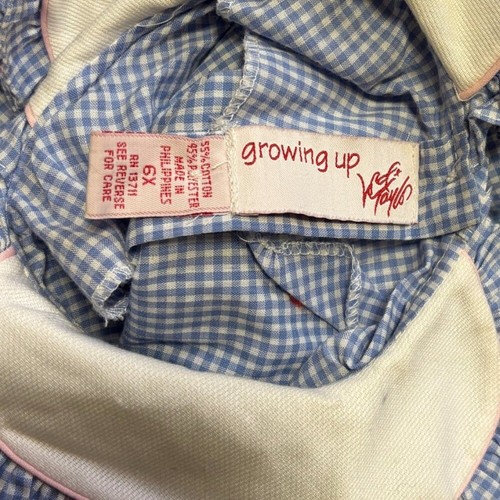 growing up
55% COTTON
45% POLYESTER
MADE IN
PHILIPPINES
6X
RN 13711
SEE REVERSE
FOR CARE